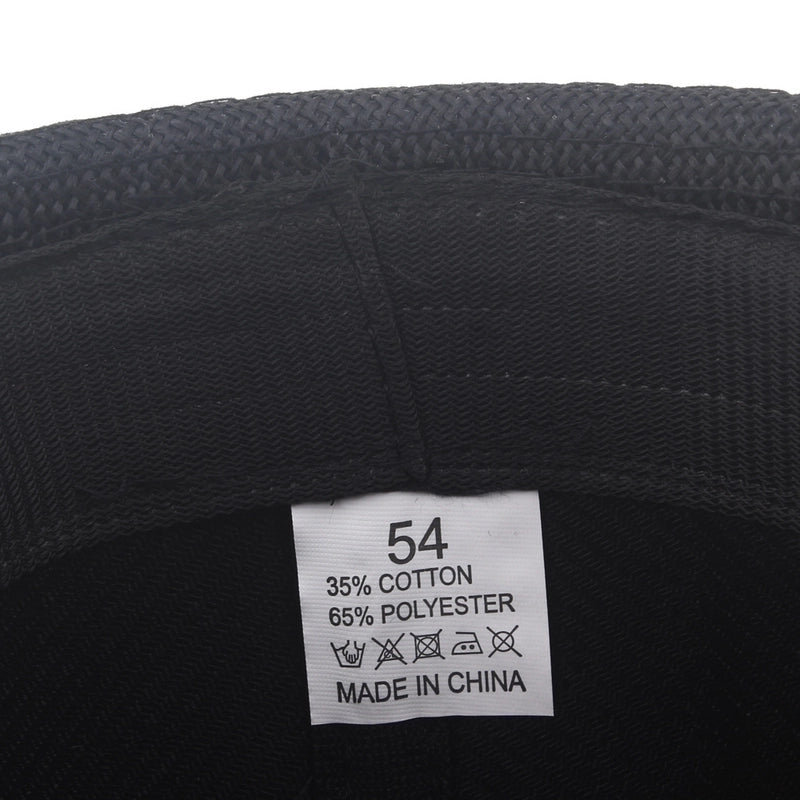 54
35% COTTON
65% POLYESTER
MADE IN CHINA